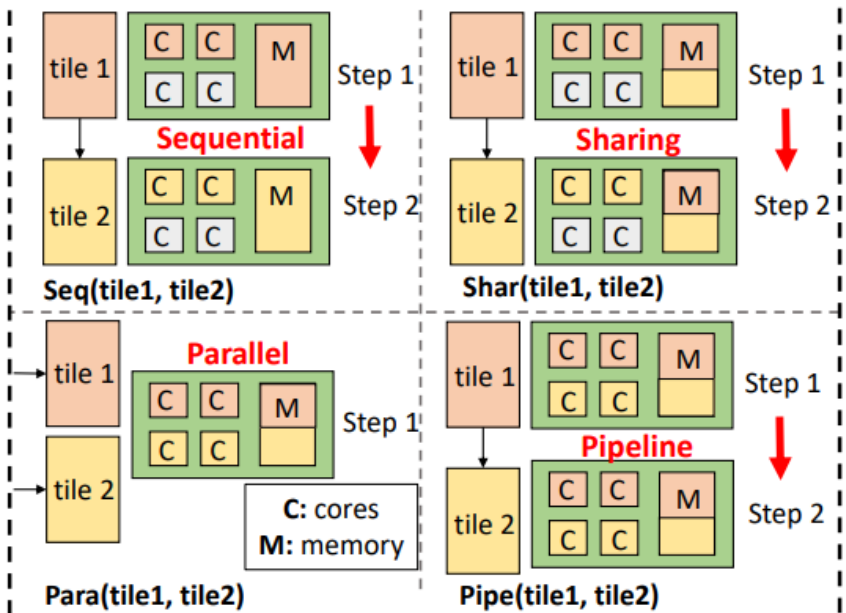 tile 1
C C
M
C C
Step 1
Sequential
tile 2
C C
M
C C
Step 2
Seq(tile1, tile2)
tile 1
C C
M
C C
Step 1
Sharing
tile 2
C C
M
C C
Step 2
Shar(tile1, tile2)
tile 1
Parallel
C C
M
C C
Step 1
tile 2
C: cores
M: memory
Para(tile1, tile2)
tile 1
C C
M
C C
Step 1
Pipeline
tile 2
C C
M
C C
Step 2
Pipe(tile1, tile2)